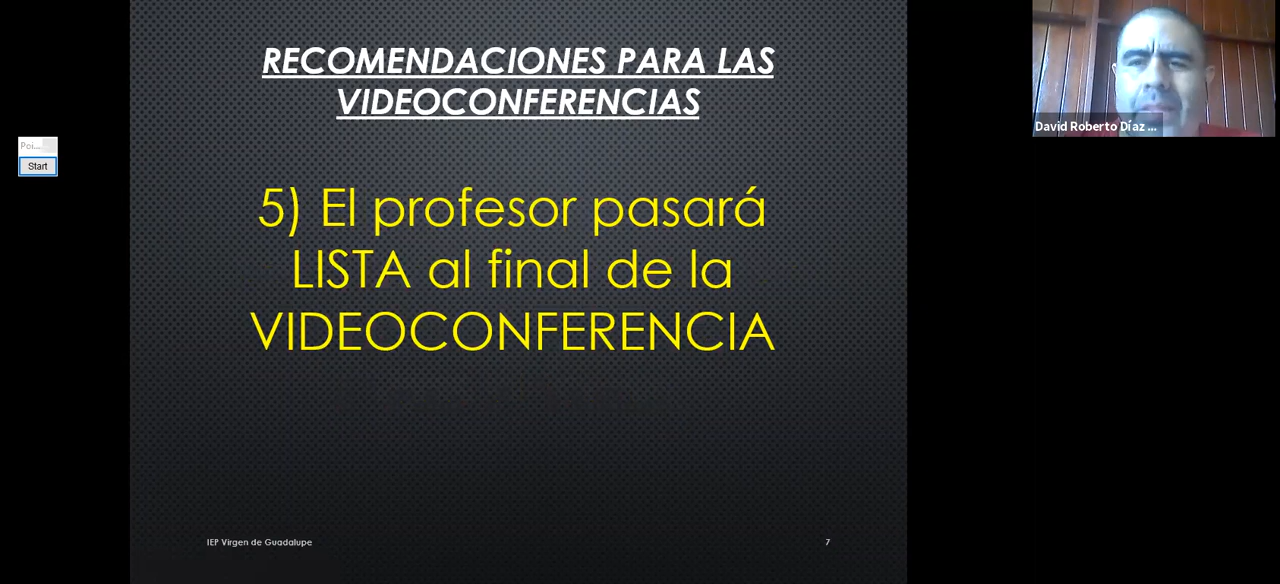 RECOMENDACIONES PARA LAS
VIDEOCONFERENCIAS
David Roberto Díaz ...
Poi...
Start
5) El profesor pasará
LISTA al final de la
VIDEOCONFERENCIA
IEP Virgen de Guadalupe
7